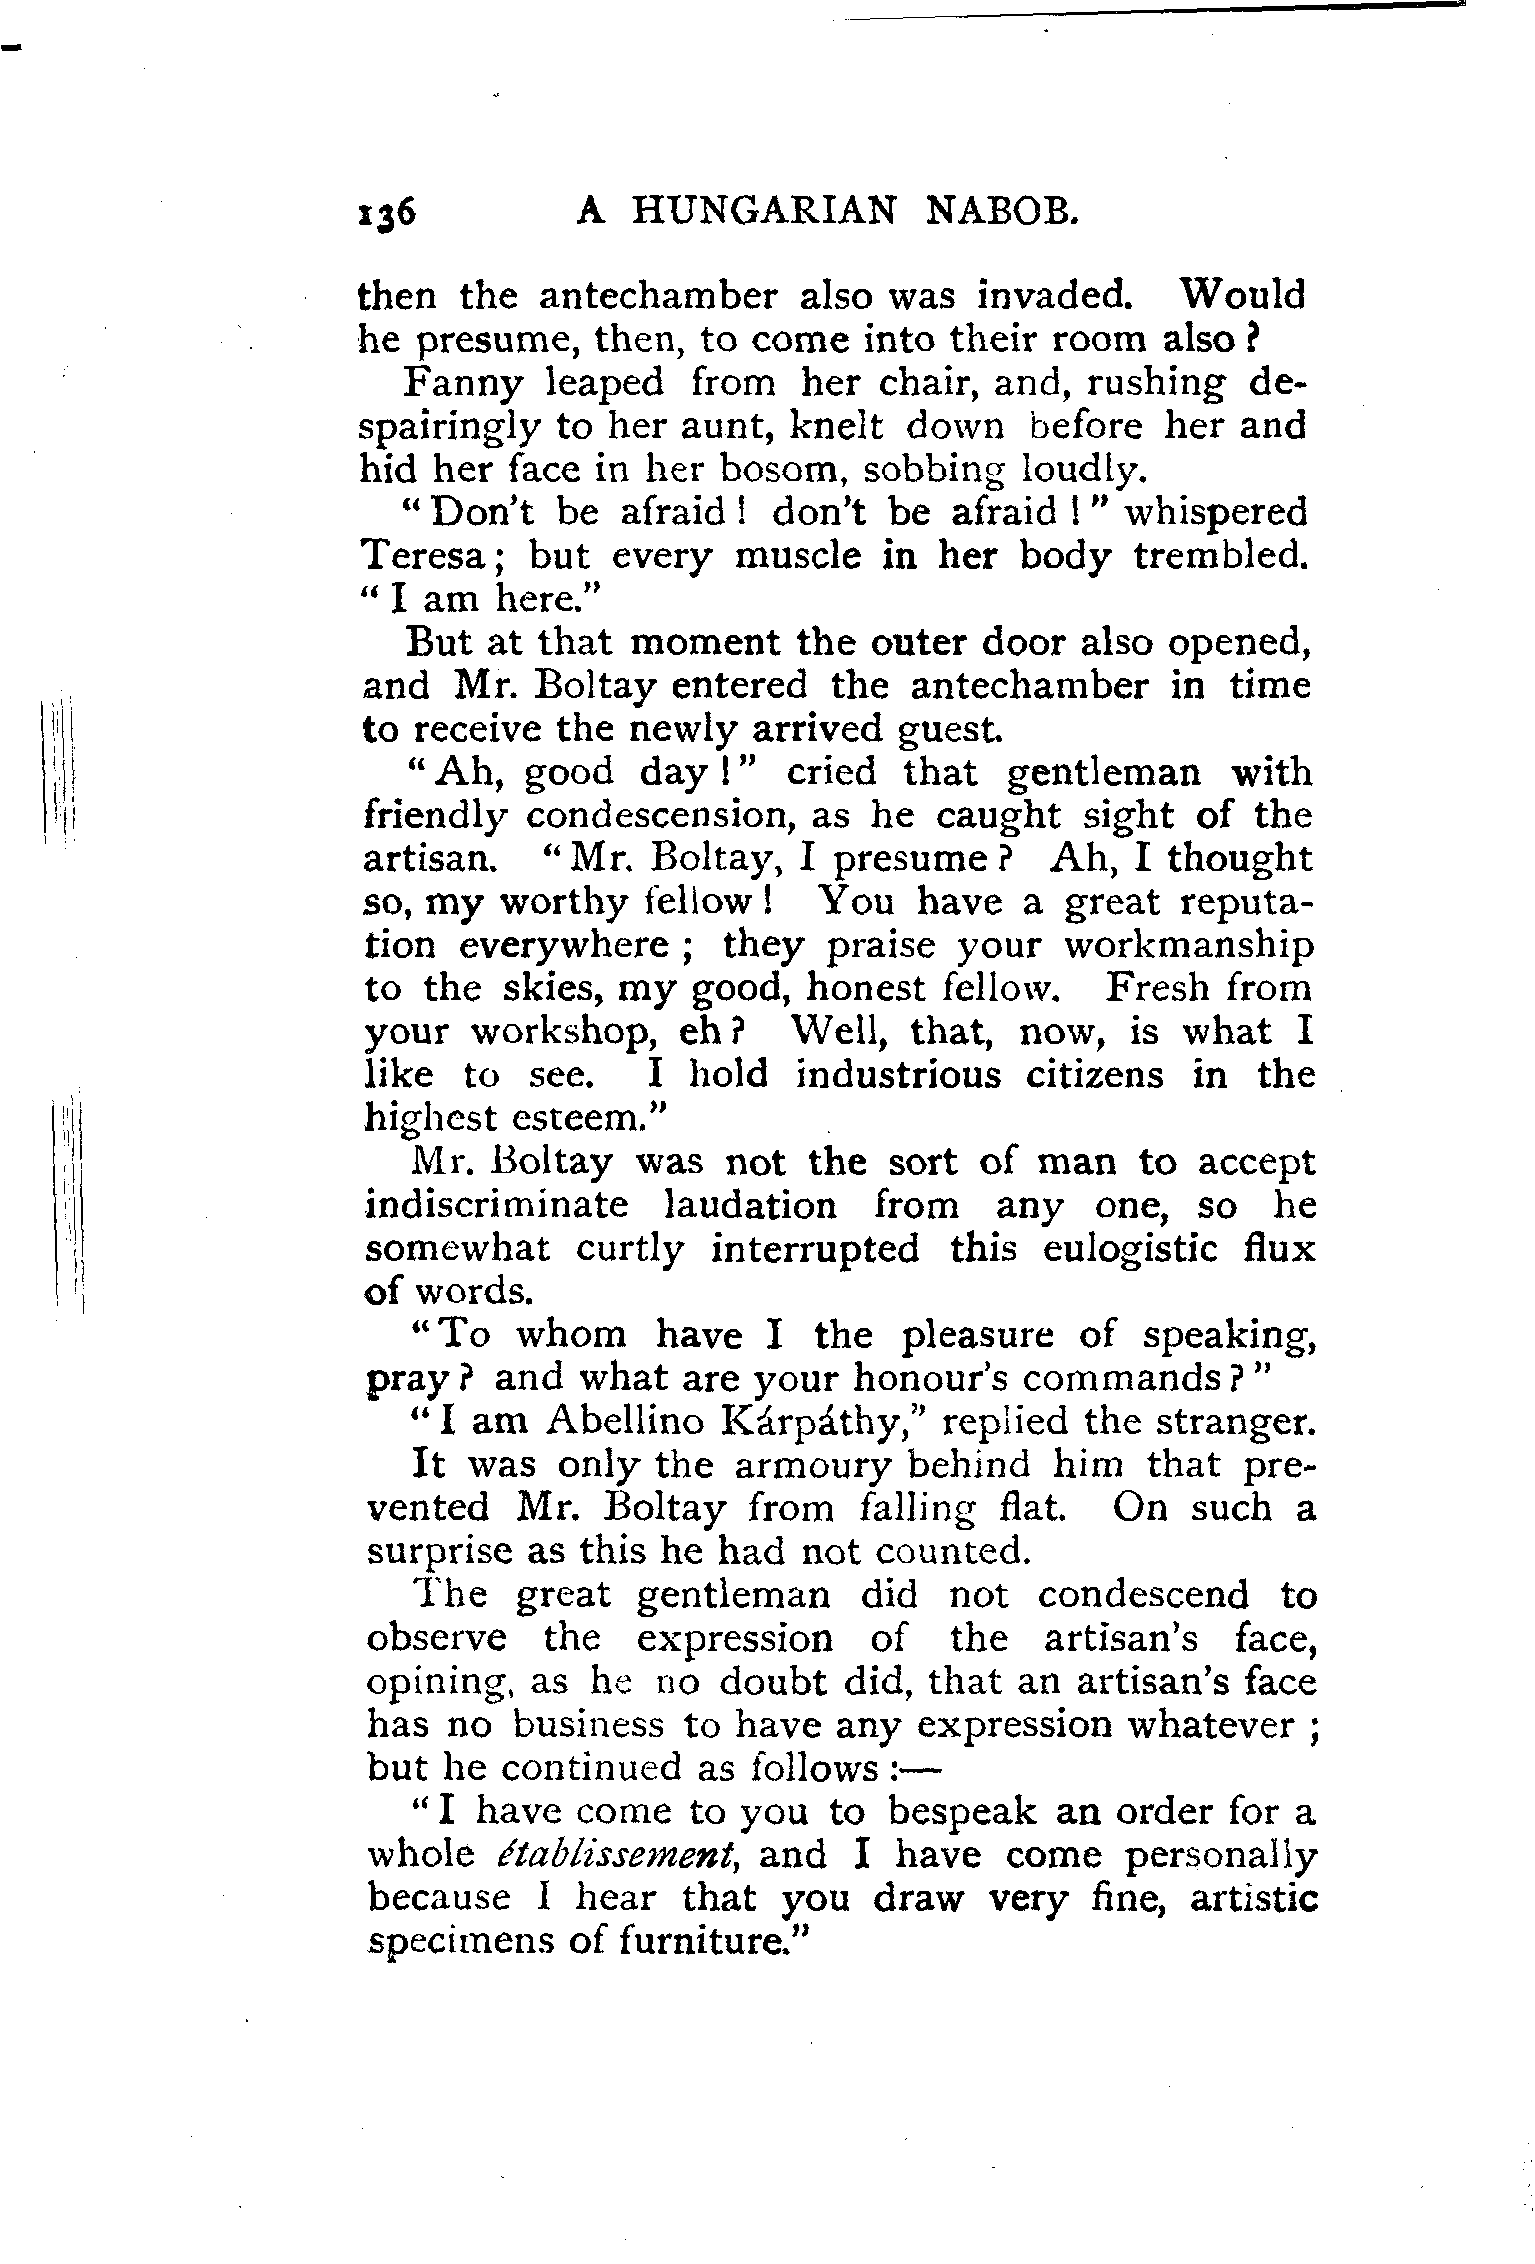 136 A HUNGARIAN NABOB.
then the antechamber also was invaded. Would
he presume, then, to come into their room also?
Fanny leaped from her chair, and, rushing de-
spairingly to her aunt, knelt down before her and
hid her face in her bosom, sobbing loudly.
"Don't be afraid! don't be afraid!" whispered
Teresa; but every muscle in her body trembled.
"I am here."
But at that moment the outer door also opened,
and Mr. Boltay entered the antechamber in time
to receive the newly arrived guest.
"Ah, good day!" cried that gentleman with
friendly condescension, as he caught sight of the
artisan. "Mr. Boltay, I presume? Ah, I thought
so, my worthy fellow! You have a great reputa-
tion everywhere; they praise your workmanship
to the skies, my good, honest fellow. Fresh from
your workshop, eh? Well, that, now, is what I
like to see. I hold industrious citizens in the
highest esteem."
Mr. Boltay was not the sort of man to accept
indiscriminate laudation from any one, so he
somewhat curtly interrupted this eulogistic flux
of words.
"To whom have I the pleasure of speaking,
pray? and what are your honour's commands?"
"I am Abellino Kárpáthy," replied the stranger.
It was only the armoury behind him that pre-
vented Mr. Boltay from falling flat. On such a
surprise as this he had not counted.
The great gentleman did not condescend to
observe the expression of the artisan's face,
opining, as he no doubt did, that an artisan's face
has no business to have any expression whatever;
but he continued as follows:—
"I have come to you to bespeak an order for a
whole établissement, and I have come personally
because I hear that you draw very fine, artistic
specimens of furniture."